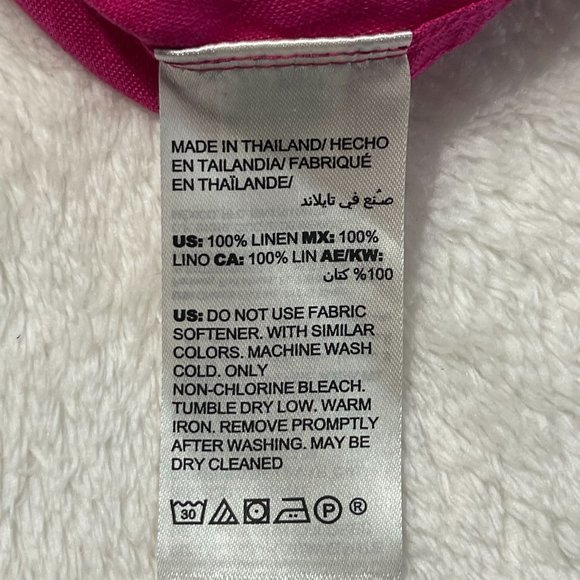 MADE IN THAILAND/ HECHO
EN TAILANDIA/ FABRIQUÉ
EN THAÏLANDE/
صُنع في تايلاند
US: 100% LINEN MX: 100%
LINO CA: 100% LIN AE/KW:
100% كتان
US: DO NOT USE FABRIC
SOFTENER. WITH SIMILAR
COLORS. MACHINE WASH
COLD. ONLY
NON-CHLORINE BLEACH.
TUMBLE DRY LOW. WARM
IRON. REMOVE PROMPTLY
AFTER WASHING. MAY BE
DRY CLEANED
30 P ®